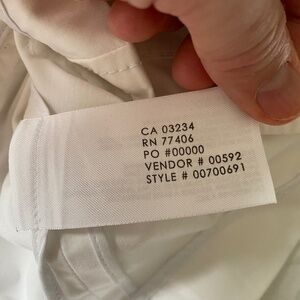 CA 03234
RN 77406
PO #00000
VENDOR # 00592
STYLE # 00700691